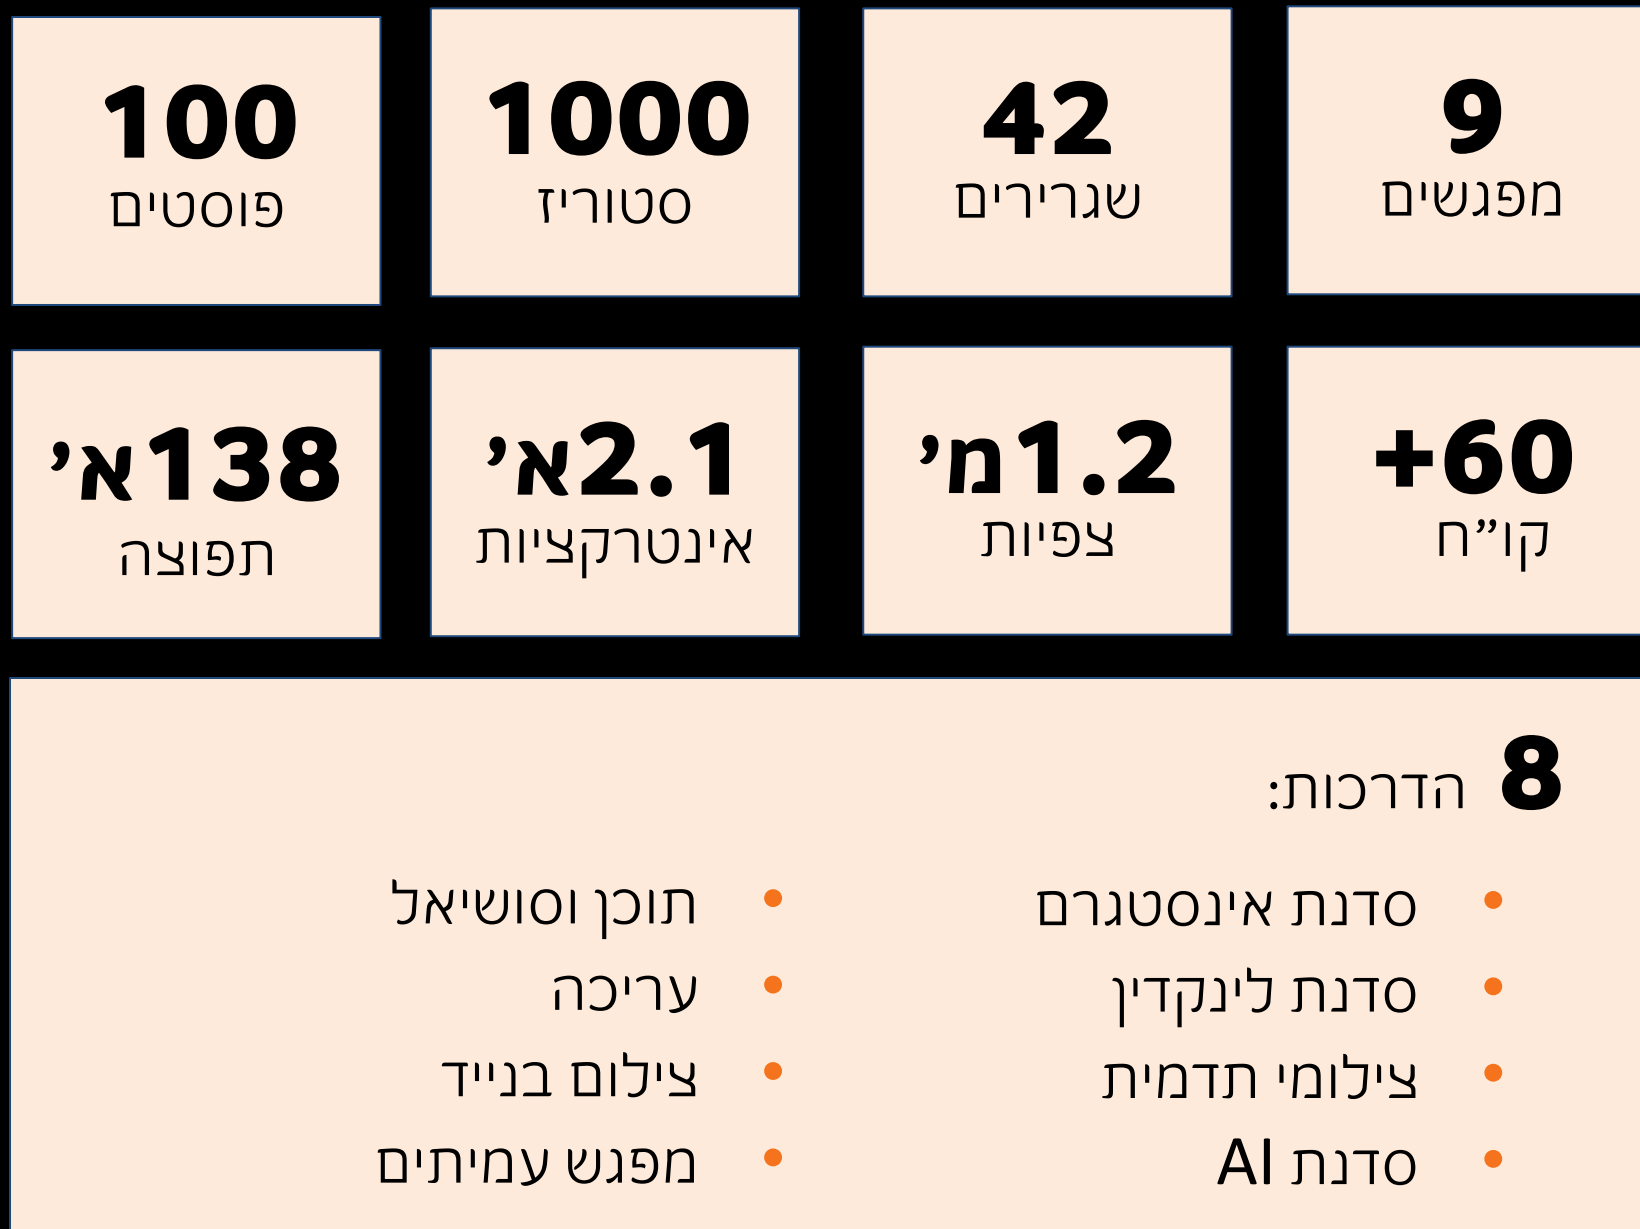 9
מפגשים
42
שגרירים
1000
סטוריז
100
פוסטים
60+
קו״ח
1.2מ׳
צפיות
2.1א׳
אינטרקציות
138א׳
תפוצה
8 הדרכות:
• סדנת אינסטגרם
• סדנת לינקדין
• צילומי תדמית
• סדנת AI
• תוכן וסושיאל
• עריכה
• צילום בנייד
• מפגש עמיתים